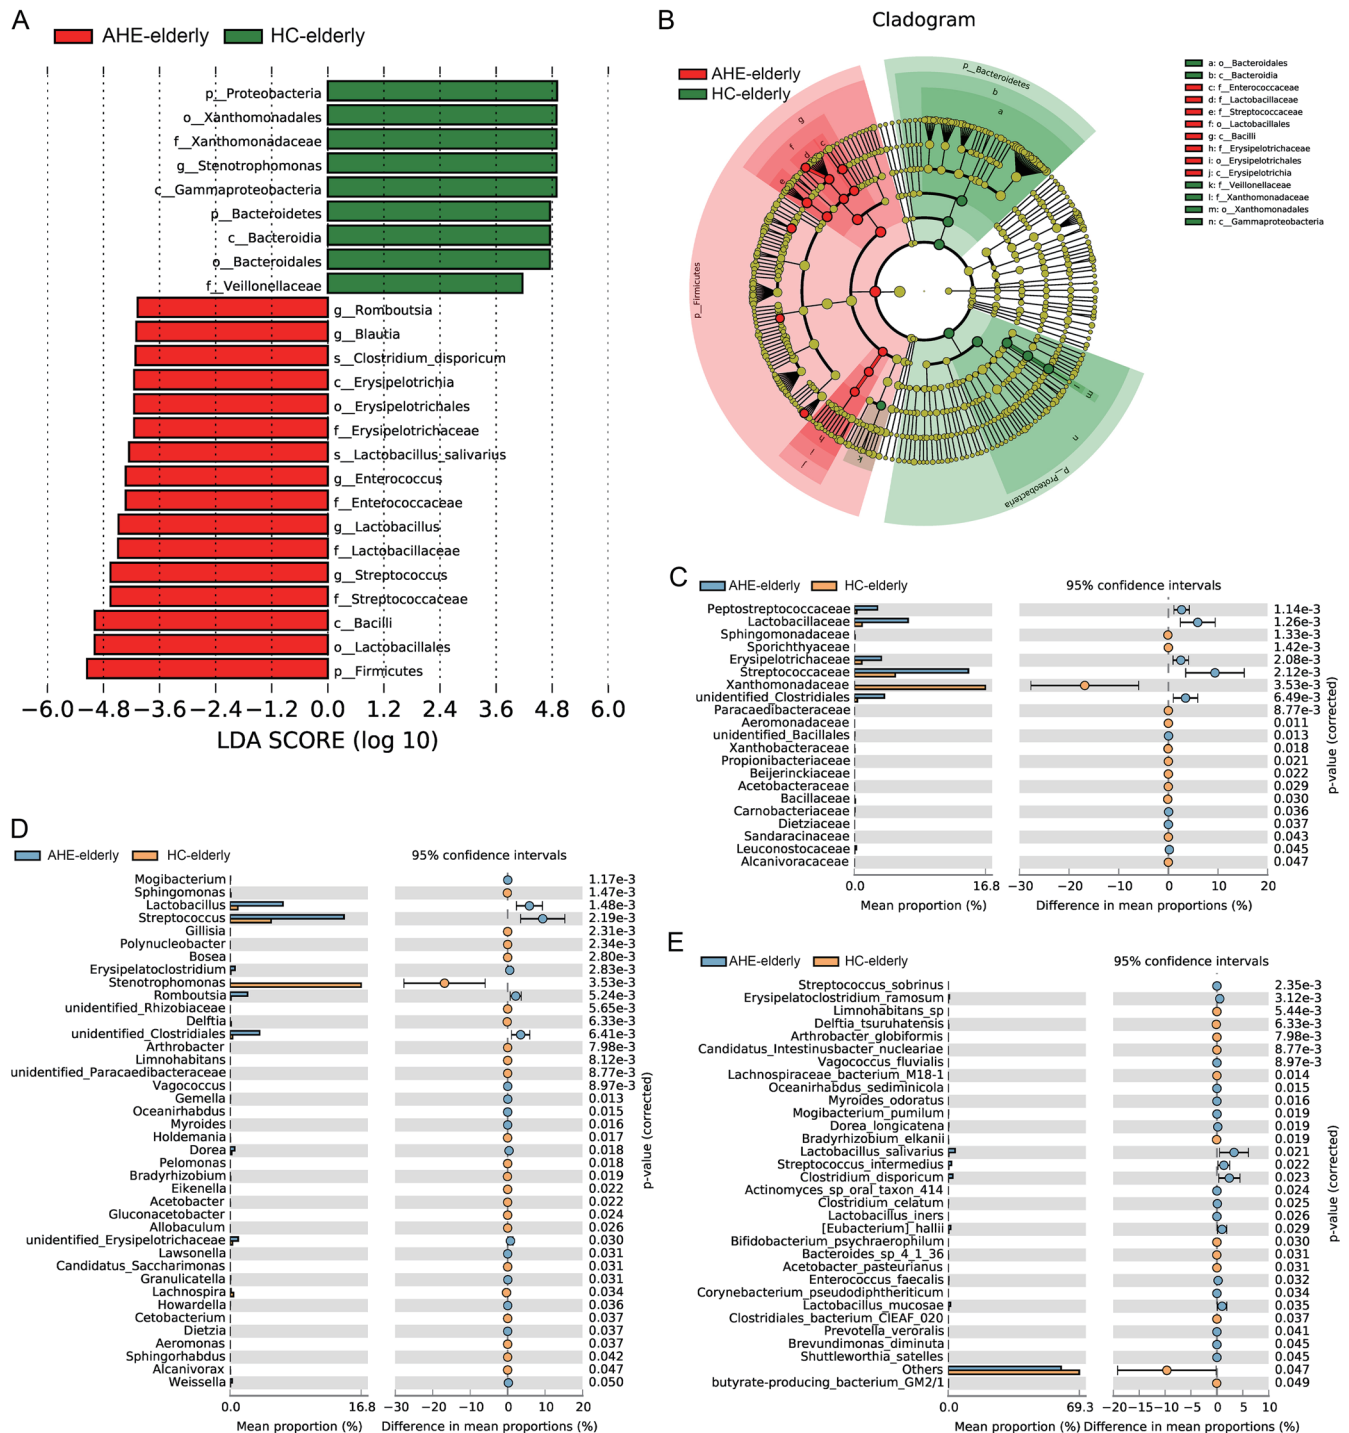 A
AHE-elderly HC-elderly
p__Proteobacteria
o__Xanthomonadales
f__Xanthomonadaceae
g__Stenotrophomonas
c__Gammaproteobacteria
p__Bacteroidetes
c__Bacteroidia
o__Bacteroidales
f__Veillonellaceae
g__Romboutsia
g__Blautia
s__Clostridium_disporicum
c__Erysipelotrichia
o__Erysipelotrichales
f__Erysipelotrichaceae
s__Lactobacillus_salivarius
g__Enterococcus
f__Enterococcaceae
g__Lactobacillus
f__Lactobacillaceae
g__Streptococcus
f__Streptococcaceae
c__Bacilli
o__Lactobacillales
p__Firmicutes
−6.0 −4.8 −3.6 −2.4 −1.2 0.0 1.2 2.4 3.6 4.8 6.0
LDA SCORE (log 10)
B
Cladogram
AHE-elderly
HC-elderly
p__Bacteroidetes
b
a
g
f
d
c
e
p__Firmicutes
h
i
j
k
m
n
p__Proteobacteria
a: o__Bacteroidales
b: c__Bacteroidia
c: f__Enterococcaceae
d: f__Lactobacillaceae
e: f__Streptococcaceae
f: o__Lactobacillales
g: c__Bacilli
h: f__Erysipelotrichaceae
i: o__Erysipelotrichales
j: c__Erysipelotrichia
k: f__Veillonellaceae
l: f__Xanthomonadaceae
m: o__Xanthomonadales
n: c__Gammaproteobacteria
C
AHE-elderly HC-elderly 95% confidence intervals
Peptostreptococcaceae 1.14e-3
Lactobacillaceae 1.26e-3
Sphingomonadaceae 1.33e-3
Sporichthyaceae 1.42e-3
Erysipelotrichaceae 2.08e-3
Streptococcaceae 2.12e-3
Xanthomonadaceae 3.53e-3
unidentified_Clostridiales 6.49e-3
Paracaedibacteraceae 8.77e-3
Aeromonadaceae 0.011
unidentified_Bacillales 0.013
Xanthobacteraceae 0.018
Propionibacteriaceae 0.021
Beijerinckiaceae 0.022
Acetobacteraceae 0.029
Bacillaceae 0.030
Carnobacteriaceae 0.036
Dietziaceae 0.037
Sandaracinaceae 0.043
Leuconostocaceae 0.045
Alcanivoracaceae 0.047
p-value (corrected)
0.0 16.8 −30 −20 −10 0 10 20
Mean proportion (%) Difference in mean proportions (%)
D
AHE-elderly HC-elderly 95% confidence intervals
Mogibacterium 1.17e-3
Sphingomonas 1.47e-3
Lactobacillus 1.48e-3
Streptococcus 2.19e-3
Gillisia 2.31e-3
Polynucleobacter 2.34e-3
Bosea 2.80e-3
Erysipelatoclostridium 2.83e-3
Stenotrophomonas 3.53e-3
Romboutsia 5.24e-3
unidentified_Rhizobiaceae 5.65e-3
Delftia 6.33e-3
unidentified_Clostridiales 6.41e-3
Arthrobacter 7.98e-3
Limnohabitans 8.12e-3
unidentified_Paracaedibacteraceae 8.77e-3
Vagococcus 8.97e-3
Gemella 0.013
Oceanirhabdus 0.015
Myroides 0.016
Holdemania 0.017
Dorea 0.018
Pelomonas 0.018
Bradyrhizobium 0.019
Eikenella 0.022
Acetobacter 0.022
Gluconacetobacter 0.024
Allobaculum 0.026
unidentified_Erysipelotrichaceae 0.030
Lawsonella 0.031
Candidatus_Saccharimonas 0.031
Granulicatella 0.031
Lachnospira 0.034
Howardella 0.036
Cetobacterium 0.037
Dietzia 0.037
Aeromonas 0.037
Sphingorhabdus 0.042
Alcanivorax 0.047
Weissella 0.050
p-value (corrected)
0.0 16.8 −30 −20 −10 0 10 20
Mean proportion (%) Difference in mean proportions (%)
E
AHE-elderly HC-elderly 95% confidence intervals
Streptococcus_sobrinus 2.35e-3
Erysipelatoclostridium_ramosum 3.12e-3
Limnohabitans_sp 5.44e-3
Delftia_tsuruhatensis 6.33e-3
Arthrobacter_globiformis 7.98e-3
Candidatus_Intestinusbacter_nucleariae 8.77e-3
Vagococcus_fluvialis 8.97e-3
Lachnospiraceae_bacterium_M18-1 0.014
Oceanirhabdus_sediminicola 0.015
Myroides_odoratus 0.016
Mogibacterium_pumilum 0.019
Dorea_longicatena 0.019
Bradyrhizobium_elkanii 0.019
Lactobacillus_salivarius 0.021
Streptococcus_intermedius 0.022
Clostridium_disporicum 0.023
Actinomyces_sp_oral_taxon_414 0.024
Clostridium_celatum 0.025
Lactobacillus_iners 0.026
[Eubacterium]_hallii 0.029
Bifidobacterium_psychraerophilum 0.030
Bacteroides_sp_4_1_36 0.031
Acetobacter_pasteurianus 0.031
Enterococcus_faecalis 0.032
Corynebacterium_pseudodiphtheriticum 0.034
Lactobacillus_mucosae 0.035
Clostridiales_bacterium_CIEAF_020 0.037
Prevotella_veroralis 0.041
Brevundimonas_diminuta 0.045
Shuttleworthia_satelles 0.045
Others 0.047
butyrate-producing_bacterium_GM2/1 0.049
p-value (corrected)
0.0 69.3 −20 −15 −10 −5 0 5 10
Mean proportion (%) Difference in mean proportions (%)